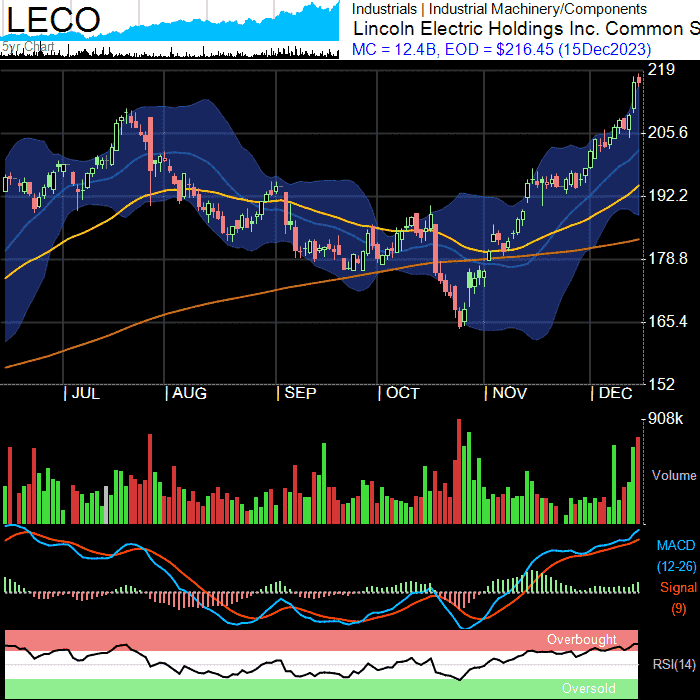 LECO
5yr Chart
Industrials | Industrial Machinery/Components
Lincoln Electric Holdings Inc. Common S
MC = 12.4B, EOD = $216.45 (15Dec2023)
219
205.6
192.2
178.8
165.4
152
| JUL | AUG | SEP | OCT | NOV | DEC
908k
Volume
MACD
(12-26)
Signal
(9)
Overbought
RSI(14)
Oversold